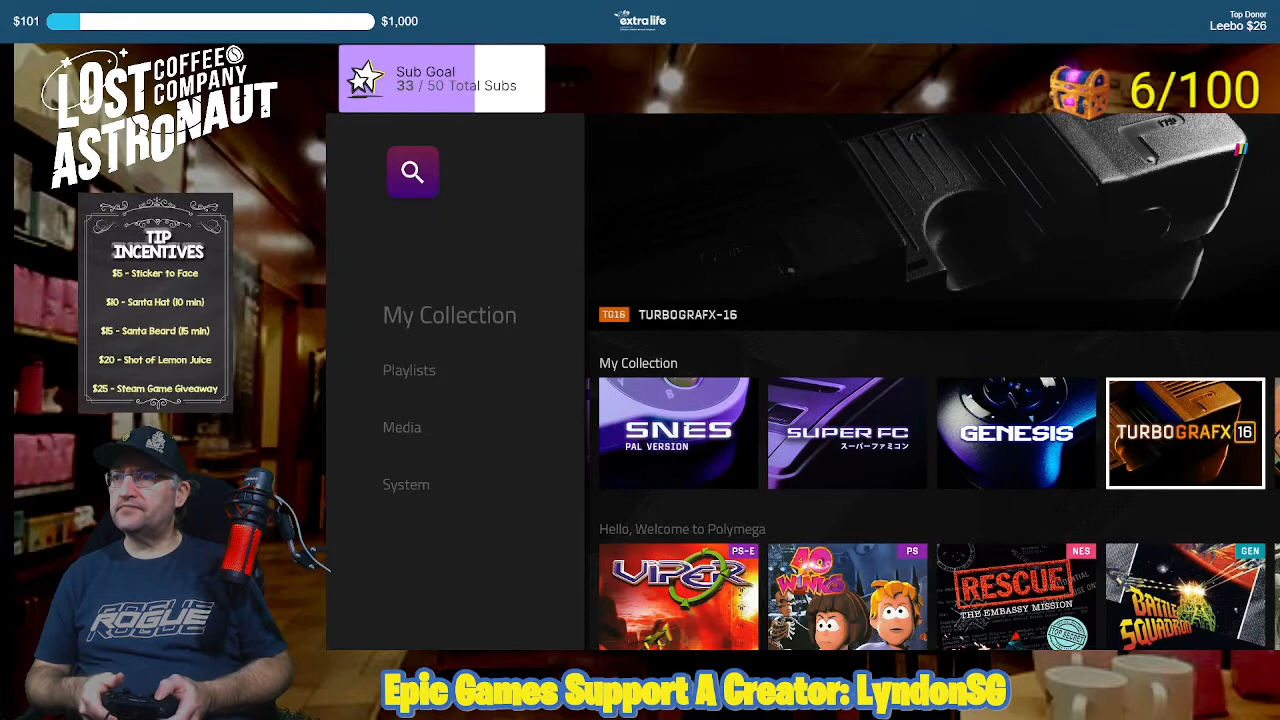 $101
$1,000
extra life
Top Donor
Leebo $26
LOST
COFFEE
COMPANY
ASTRONAUT
Sub Goal
33 / 50 Total Subs
6/100
TIP
INCENTIVES
$5 - Sticker to Face
$10 - Santa Hat (10 min)
$15 - Santa Beard (15 min)
$20 - Shot of Lemon Juice
$25 - Steam Game Giveaway
My Collection
Playlists
Media
System
TG16 TURBOGRAFX-16
My Collection
SNES
PAL VERSION
SUPER FC
スーパーファミコン
GENESIS
TURBOGRAFX 16
Hello, Welcome to Polymega
PS-E
VIPER
PS
40
WINKS
NES
RESCUE
THE EMBASSY MISSION
TOP SECRET
GEN
BATTLE
SQUADRON
ROGUE
Epic Games Support A Creator: LyndonSG